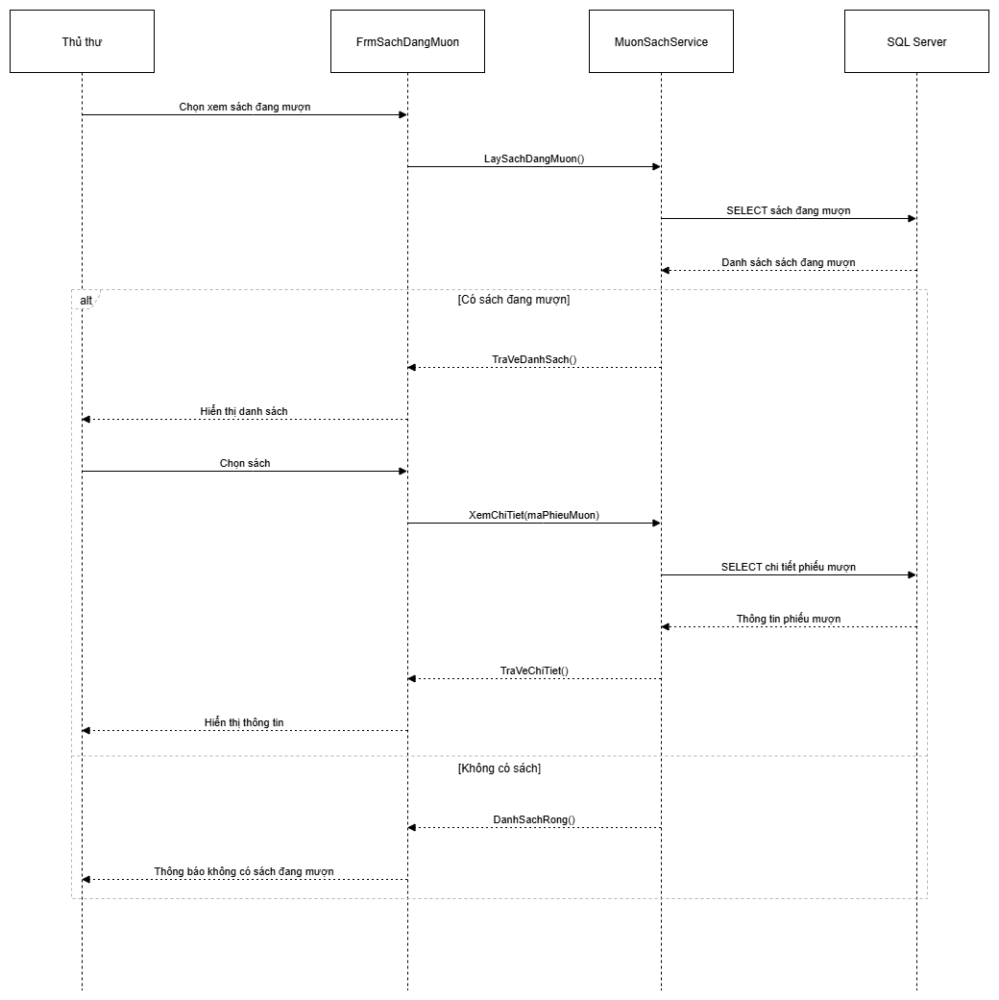 Thủ thư
FrmSachDangMuon
MuonSachService
SQL Server
Chọn xem sách đang mượn
LaySachDangMuon()
SELECT sách đang mượn
Danh sách sách đang mượn
alt
[Có sách đang mượn]
TraVeDanhSach()
Hiển thị danh sách
Chọn sách
XemChiTiet(maPhieuMuon)
SELECT chi tiết phiếu mượn
Thông tin phiếu mượn
TraVeChiTiet()
Hiển thị thông tin
[Không có sách]
DanhSachRong()
Thông báo không có sách đang mượn